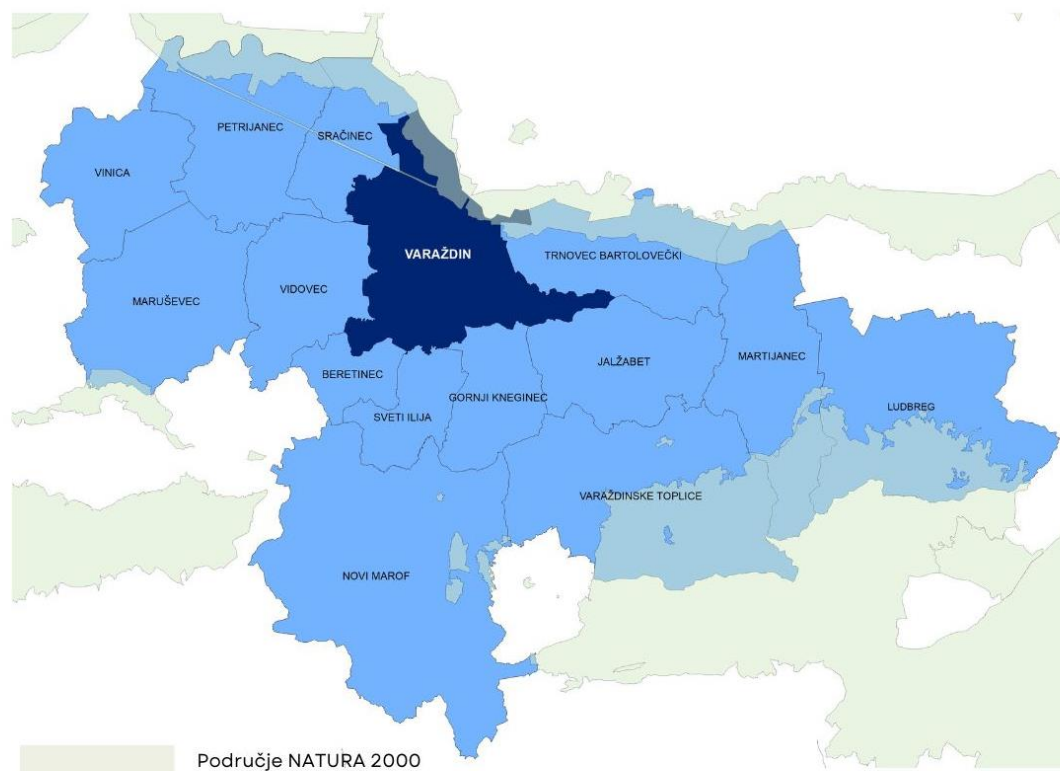 PETRIJANEC
SRAČINEC
VINICA
VARAŽDIN
TRNOVEC BARTOLOVEČKI
VIDOVEC
MARUŠEVEC
MARTIJANEC
JALŽABET
BERETINEC
GORNJI KNEGINEC
LUDBREG
SVETI ILIJA
VARAŽDINSKE TOPLICE
NOVI MAROF
Područje NATURA 2000